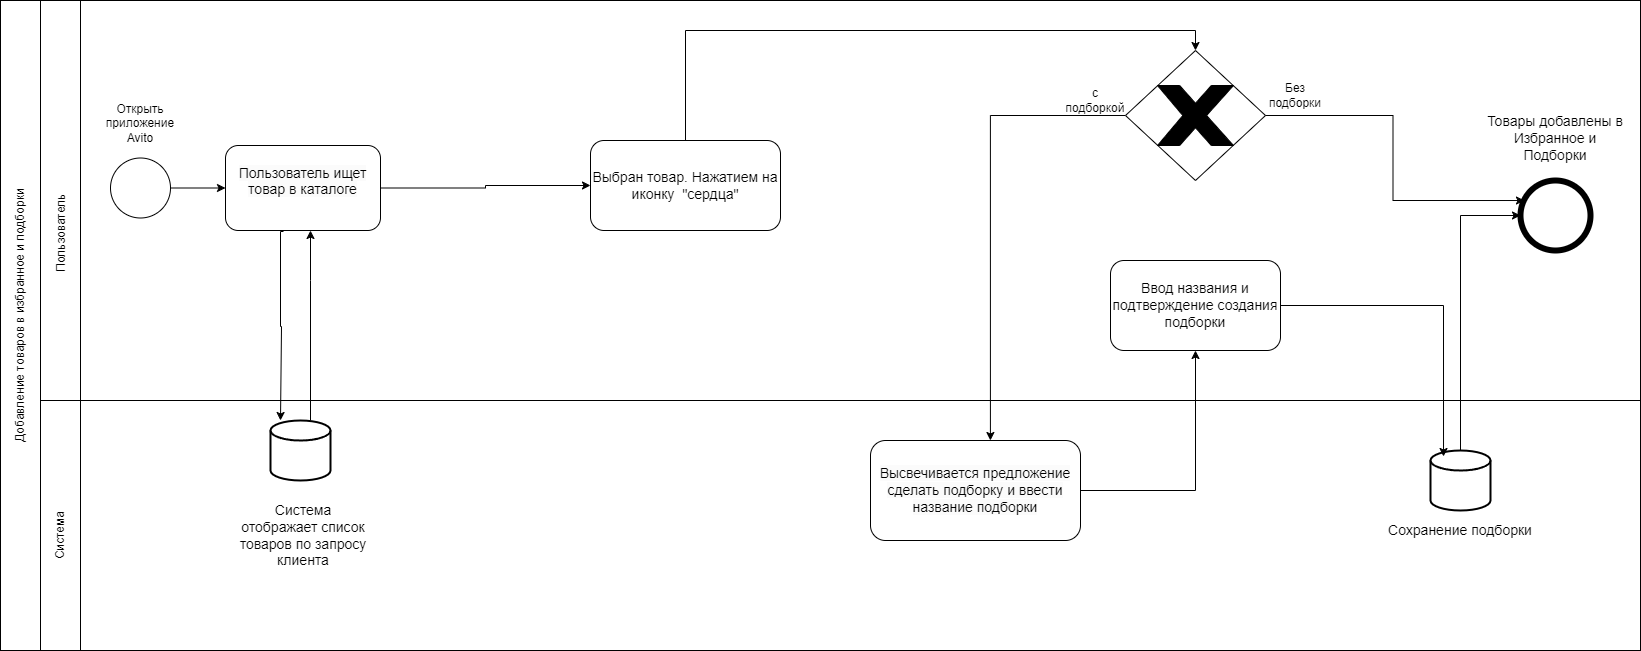 Добавление товаров в избранное и подборки
Пользователь
Система
Открыть
приложение
Avito
Пользователь ищет
товар в каталоге
Выбран товар. Нажатием на
иконку "сердца"
с
подборкой
Без
подборки
Товары добавлены в
Избранное и
Подборки
Ввод названия и
подтверждение создания
подборки
Высвечивается предложение
сделать подборку и ввести
название подборки
Система
отображает список
товаров по запросу
клиента
Сохранение подборки